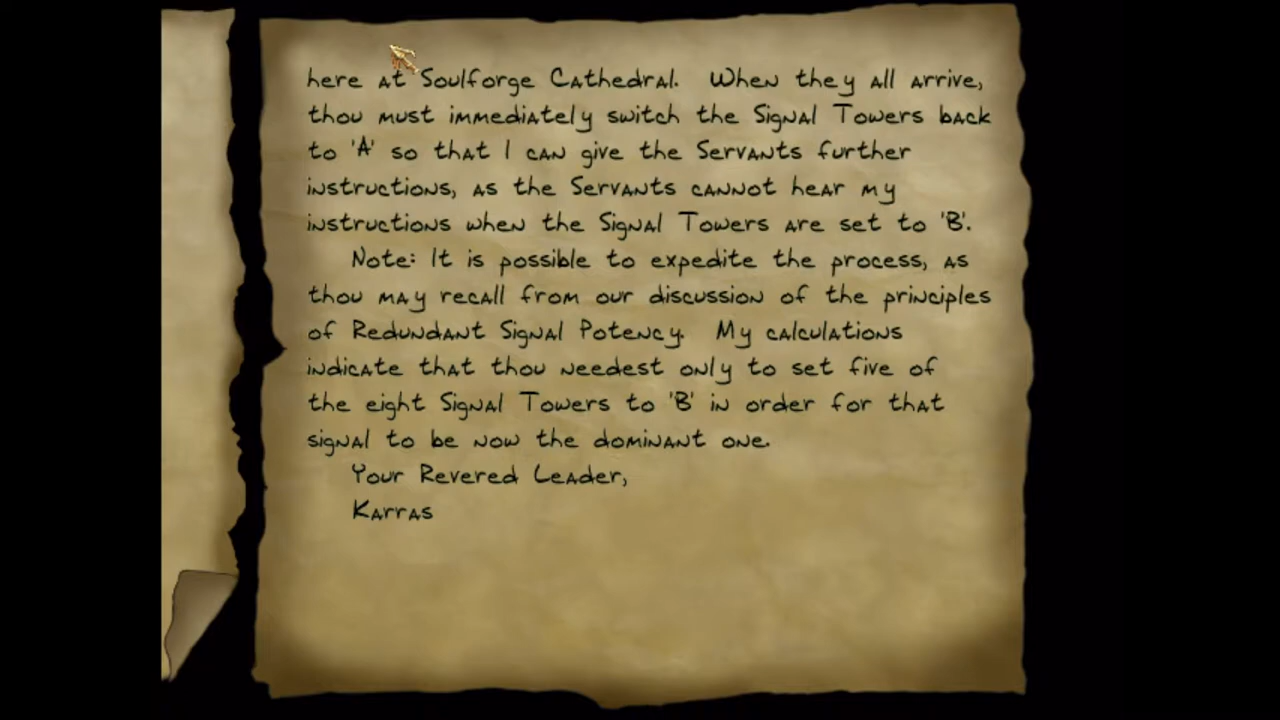 here at Soulforge Cathedral. When they all arrive,
thou must immediately switch the Signal Towers back
to 'A' so that I can give the Servants further
instructions, as the Servants cannot hear my
instructions when the Signal Towers are set to 'B'.
Note: It is possible to expedite the process, as
thou may recall from our discussion of the principles
of Redundant Signal Potency. My calculations
indicate that thou needest only to set five of
the eight Signal Towers to 'B' in order for that
signal to be now the dominant one.
Your Revered Leader,
Karras